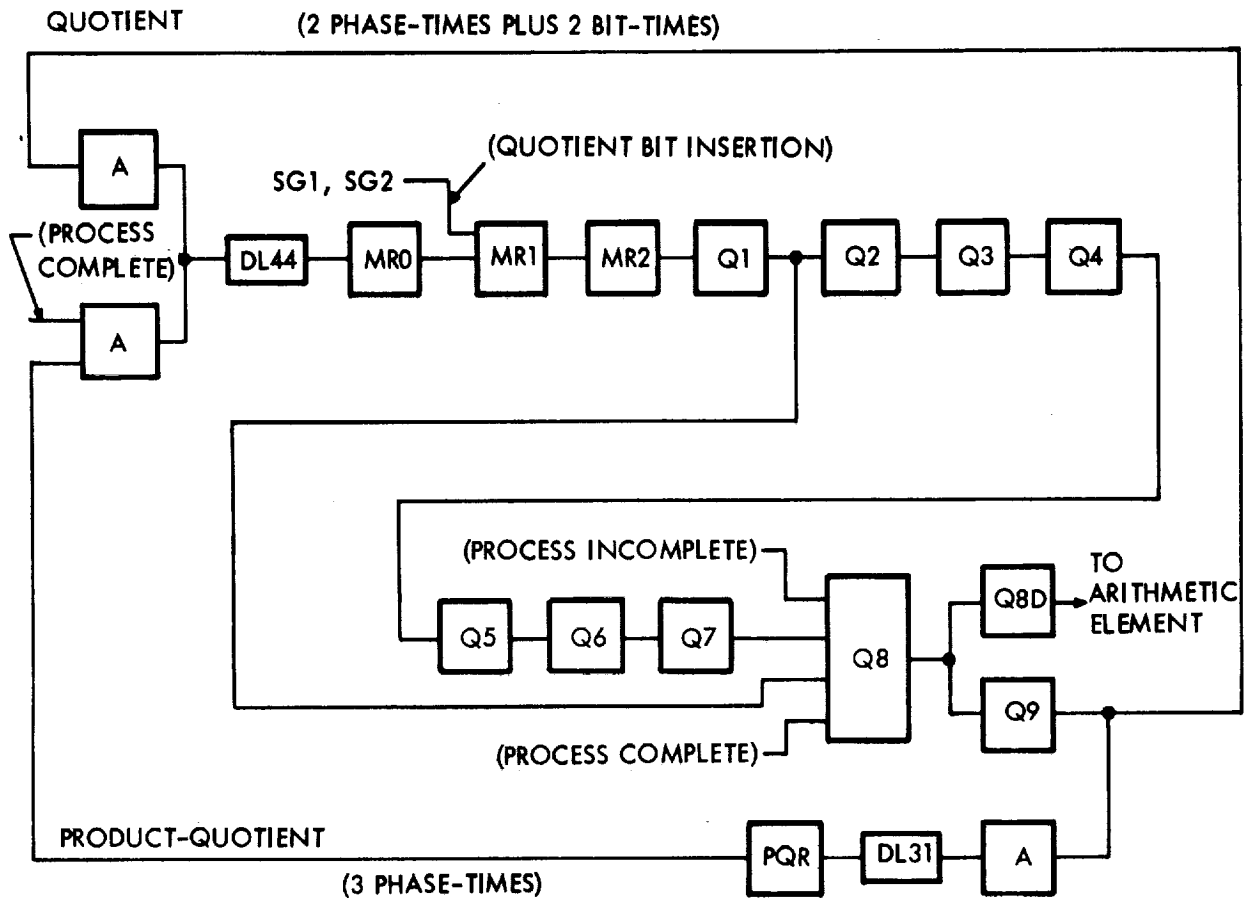 QUOTIENT (2 PHASE-TIMES PLUS 2 BIT-TIMES)
A
(QUOTIENT BIT INSERTION)
SG1, SG2
(PROCESS
COMPLETE)
DL44 MR0 MR1 MR2 Q1 Q2 Q3 Q4
A
(PROCESS INCOMPLETE)
TO
ARITHMETIC
ELEMENT
Q8D
Q5 Q6 Q7 Q8
Q9
(PROCESS COMPLETE)
PRODUCT-QUOTIENT
PQR DL31 A
(3 PHASE-TIMES)